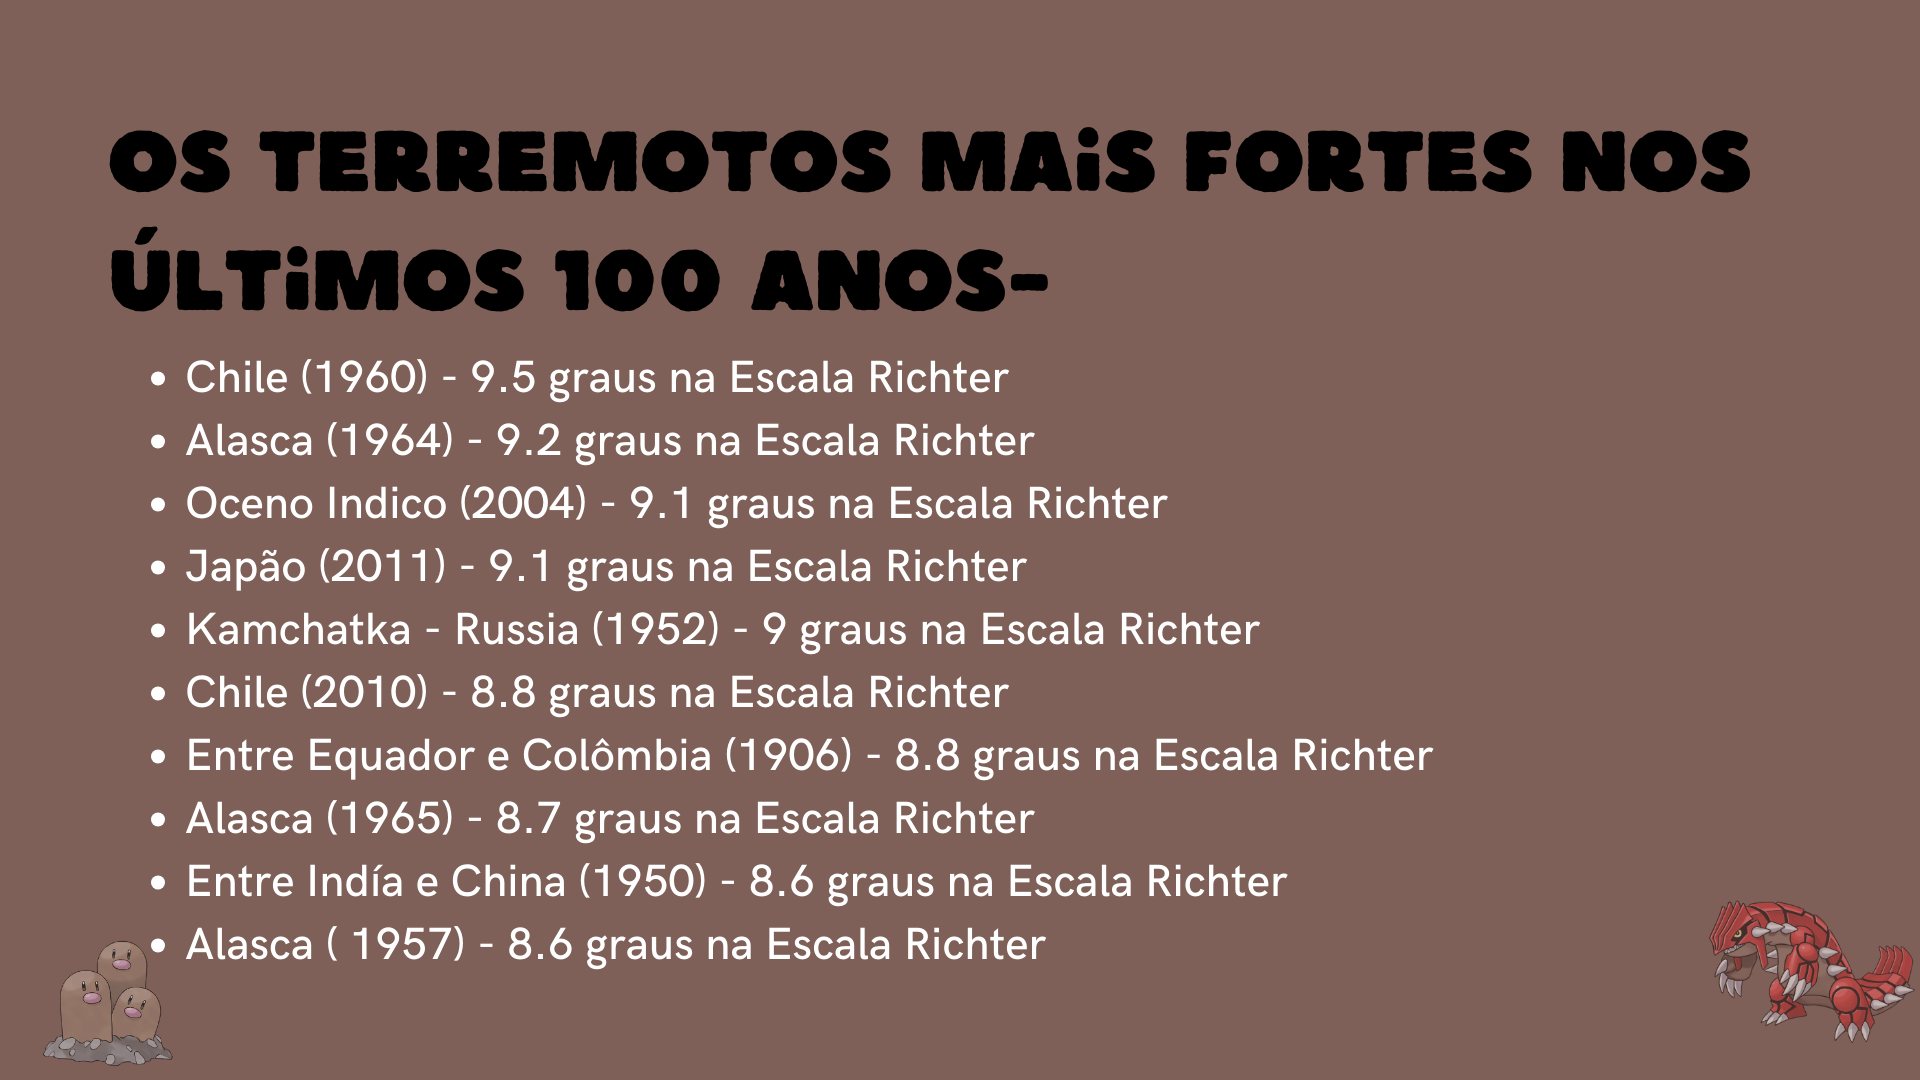 OS TERREMOTOS MAiS FORTES NOS
ÚLTiMOS 100 ANOS-
• Chile (1960) - 9.5 graus na Escala Richter
• Alasca (1964) - 9.2 graus na Escala Richter
• Oceno Indico (2004) - 9.1 graus na Escala Richter
• Japão (2011) - 9.1 graus na Escala Richter
• Kamchatka - Russia (1952) - 9 graus na Escala Richter
• Chile (2010) - 8.8 graus na Escala Richter
• Entre Equador e Colômbia (1906) - 8.8 graus na Escala Richter
• Alasca (1965) - 8.7 graus na Escala Richter
• Entre Indía e China (1950) - 8.6 graus na Escala Richter
• Alasca ( 1957) - 8.6 graus na Escala Richter